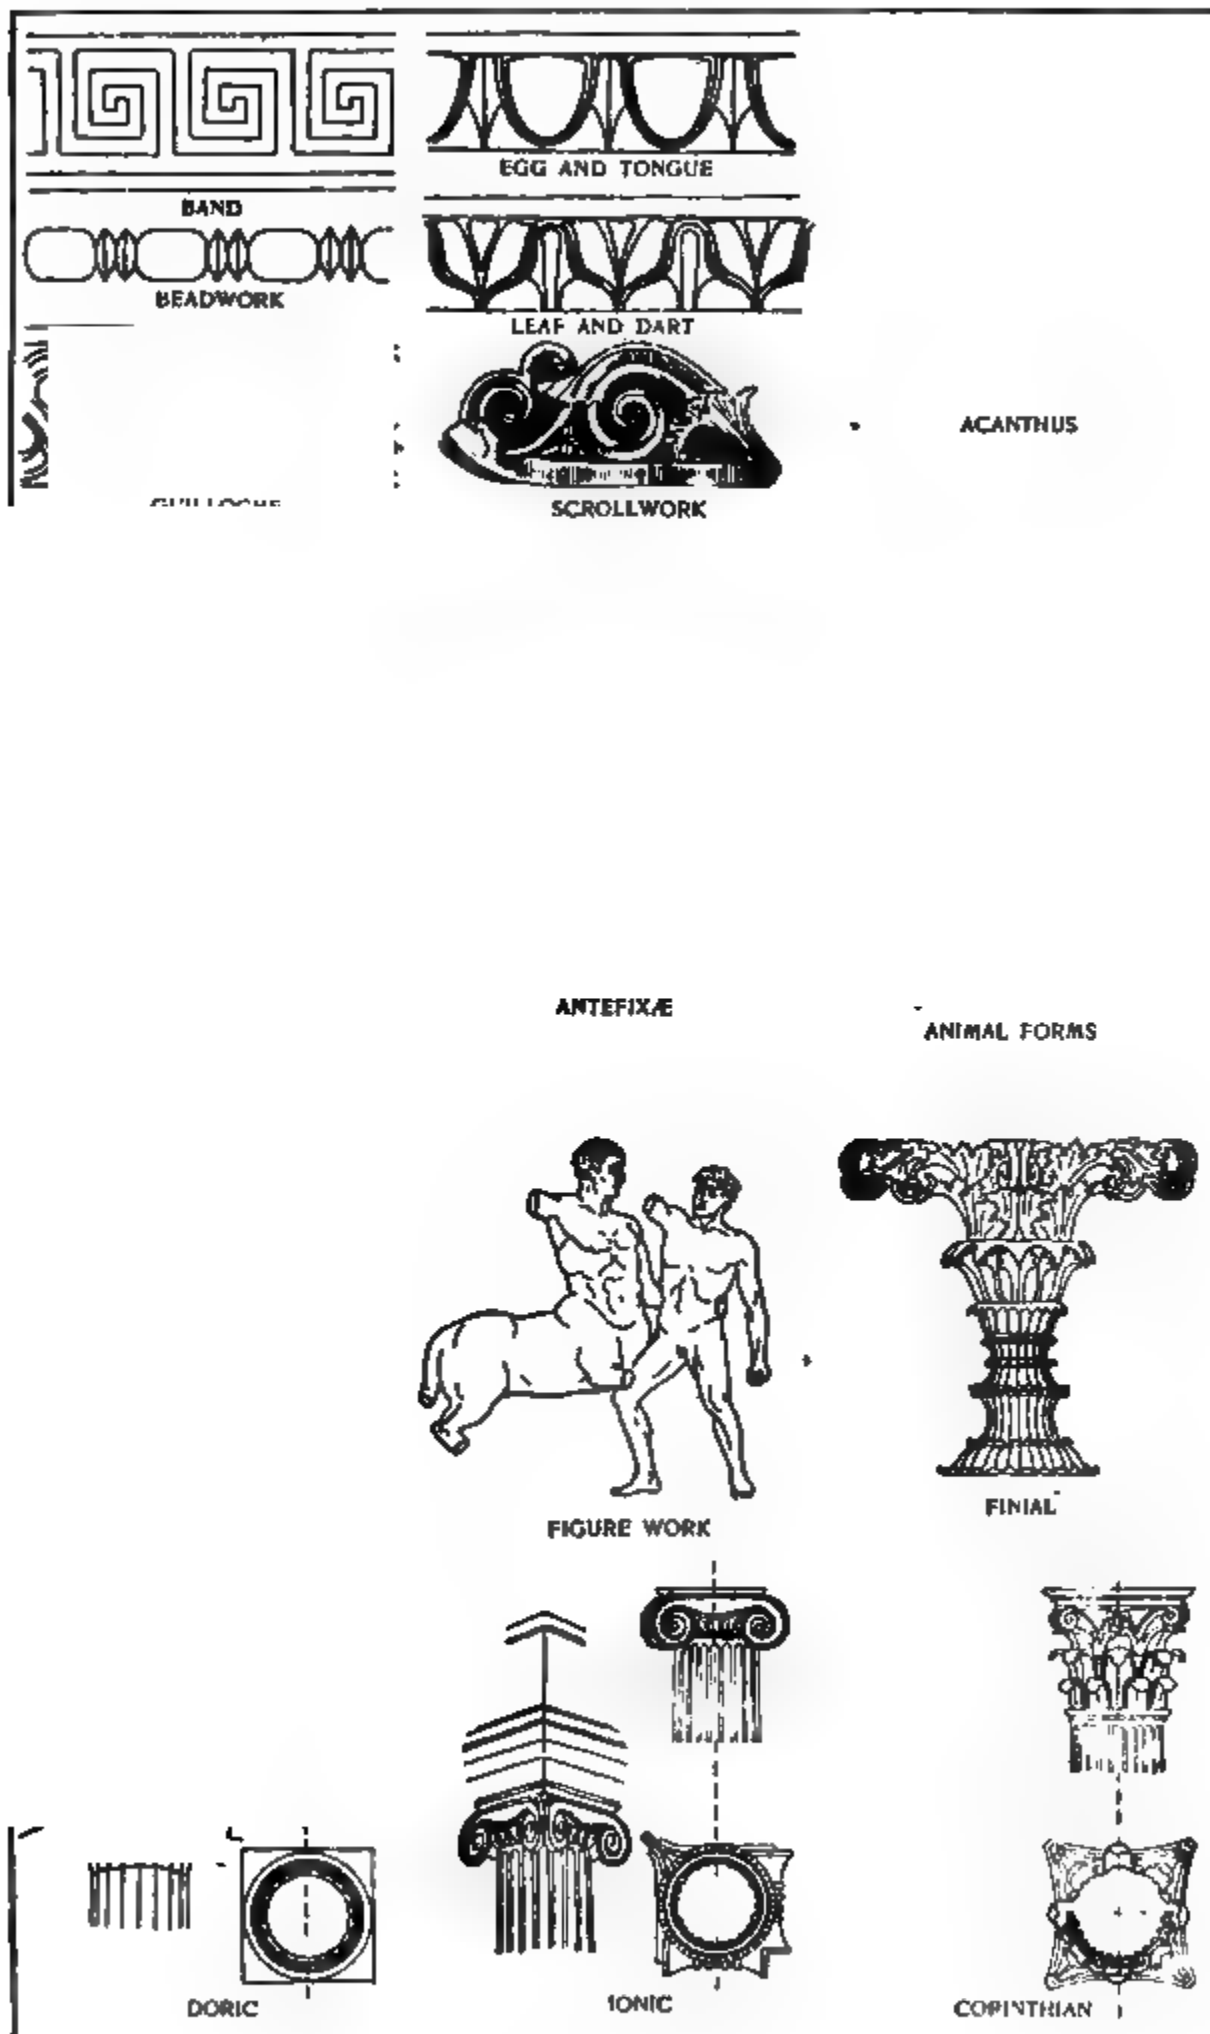 EGG AND TONGUE
BAND
BEADWORK
LEAF AND DART
ACANTHUS
GUILLOCHE
SCROLLWORK
ANTEFIXÆ
ANIMAL FORMS
FINIAL
FIGURE WORK
DORIC
IONIC
CORINTHIAN